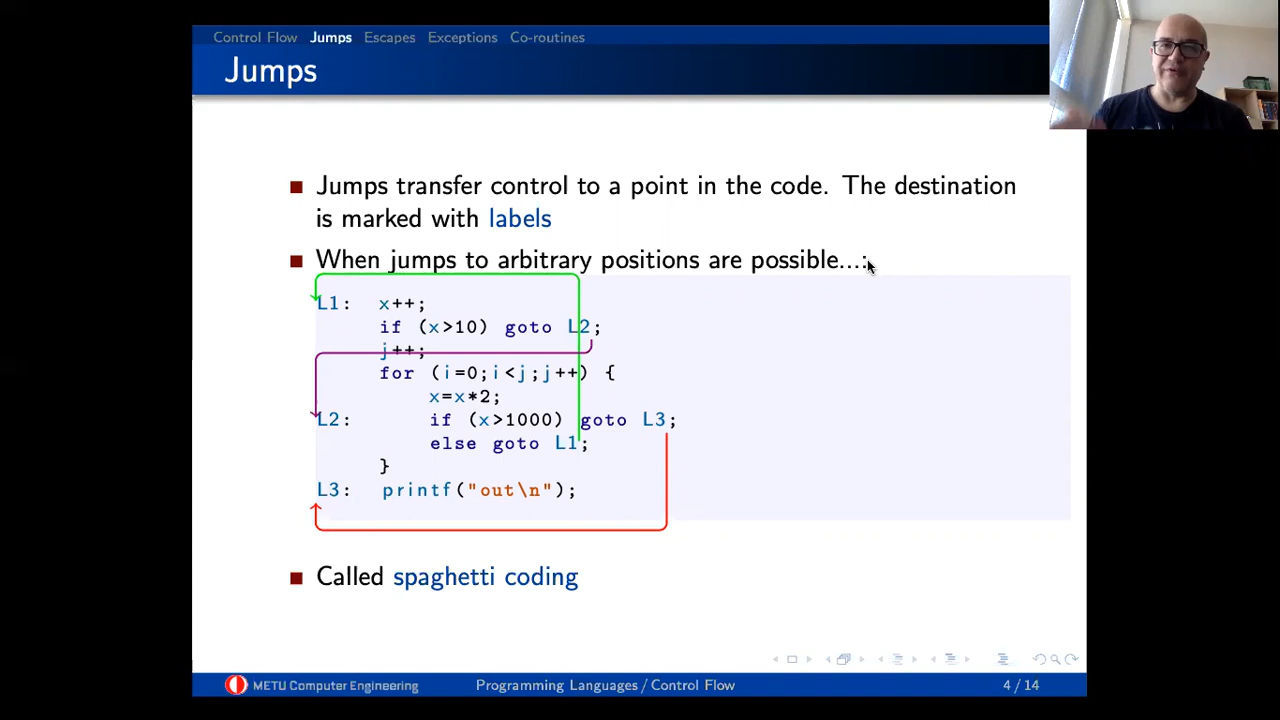 Control Flow Jumps Escapes Exceptions Co-routines
Jumps
Jumps transfer control to a point in the code. The destination
is marked with labels
When jumps to arbitrary positions are possible...:
L1: x++;
if (x>10) goto L2;
j++;
for (i=0;i<j;j++) {
x=x*2;
L2: if (x>1000) goto L3;
else goto L1;
}
L3: printf("out\n");
Called spaghetti coding
METU Computer Engineering Programming Languages / Control Flow 4 / 14